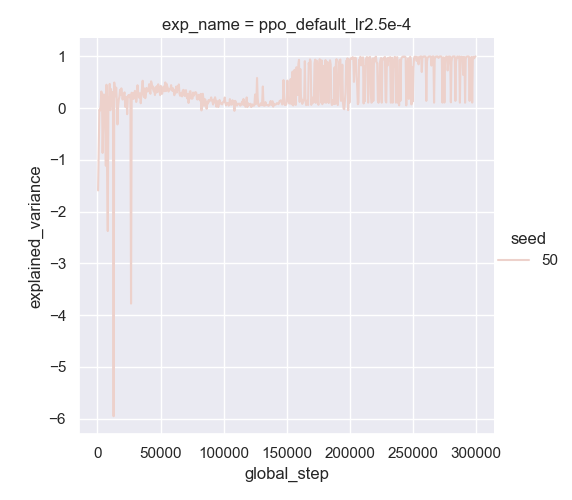 exp_name = ppo_default_lr2.5e-4
1
0
−1
−2
−3
−4
−5
−6
explained_variance
0 50000 100000 150000 200000 250000 300000
global_step
seed
50